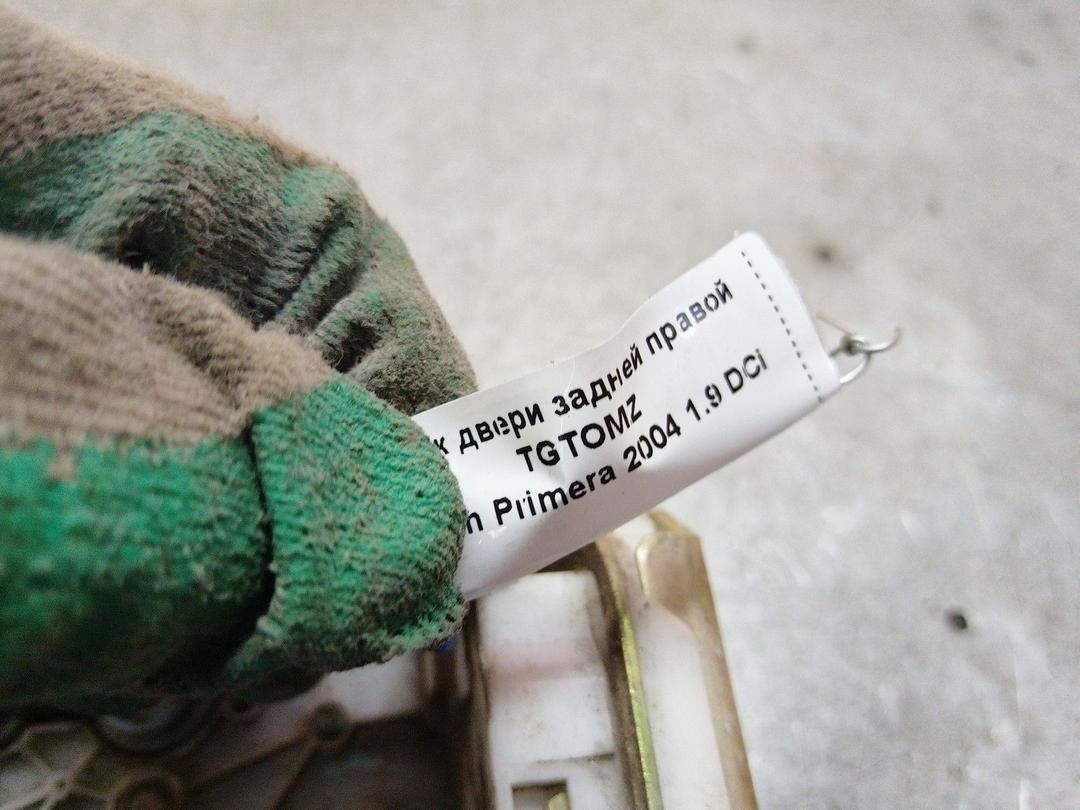 к двери задней правой
TGTOMZ
n Primera 2004 1.9 DCi